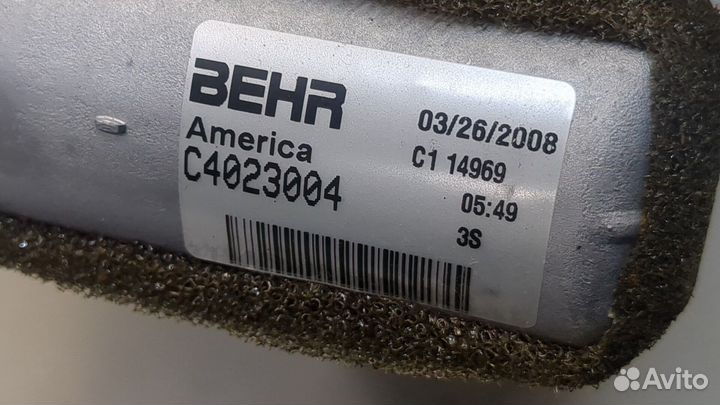 BEHR
America
C4023004
03/26/2008
C1 14969
05:49
3S
Avito